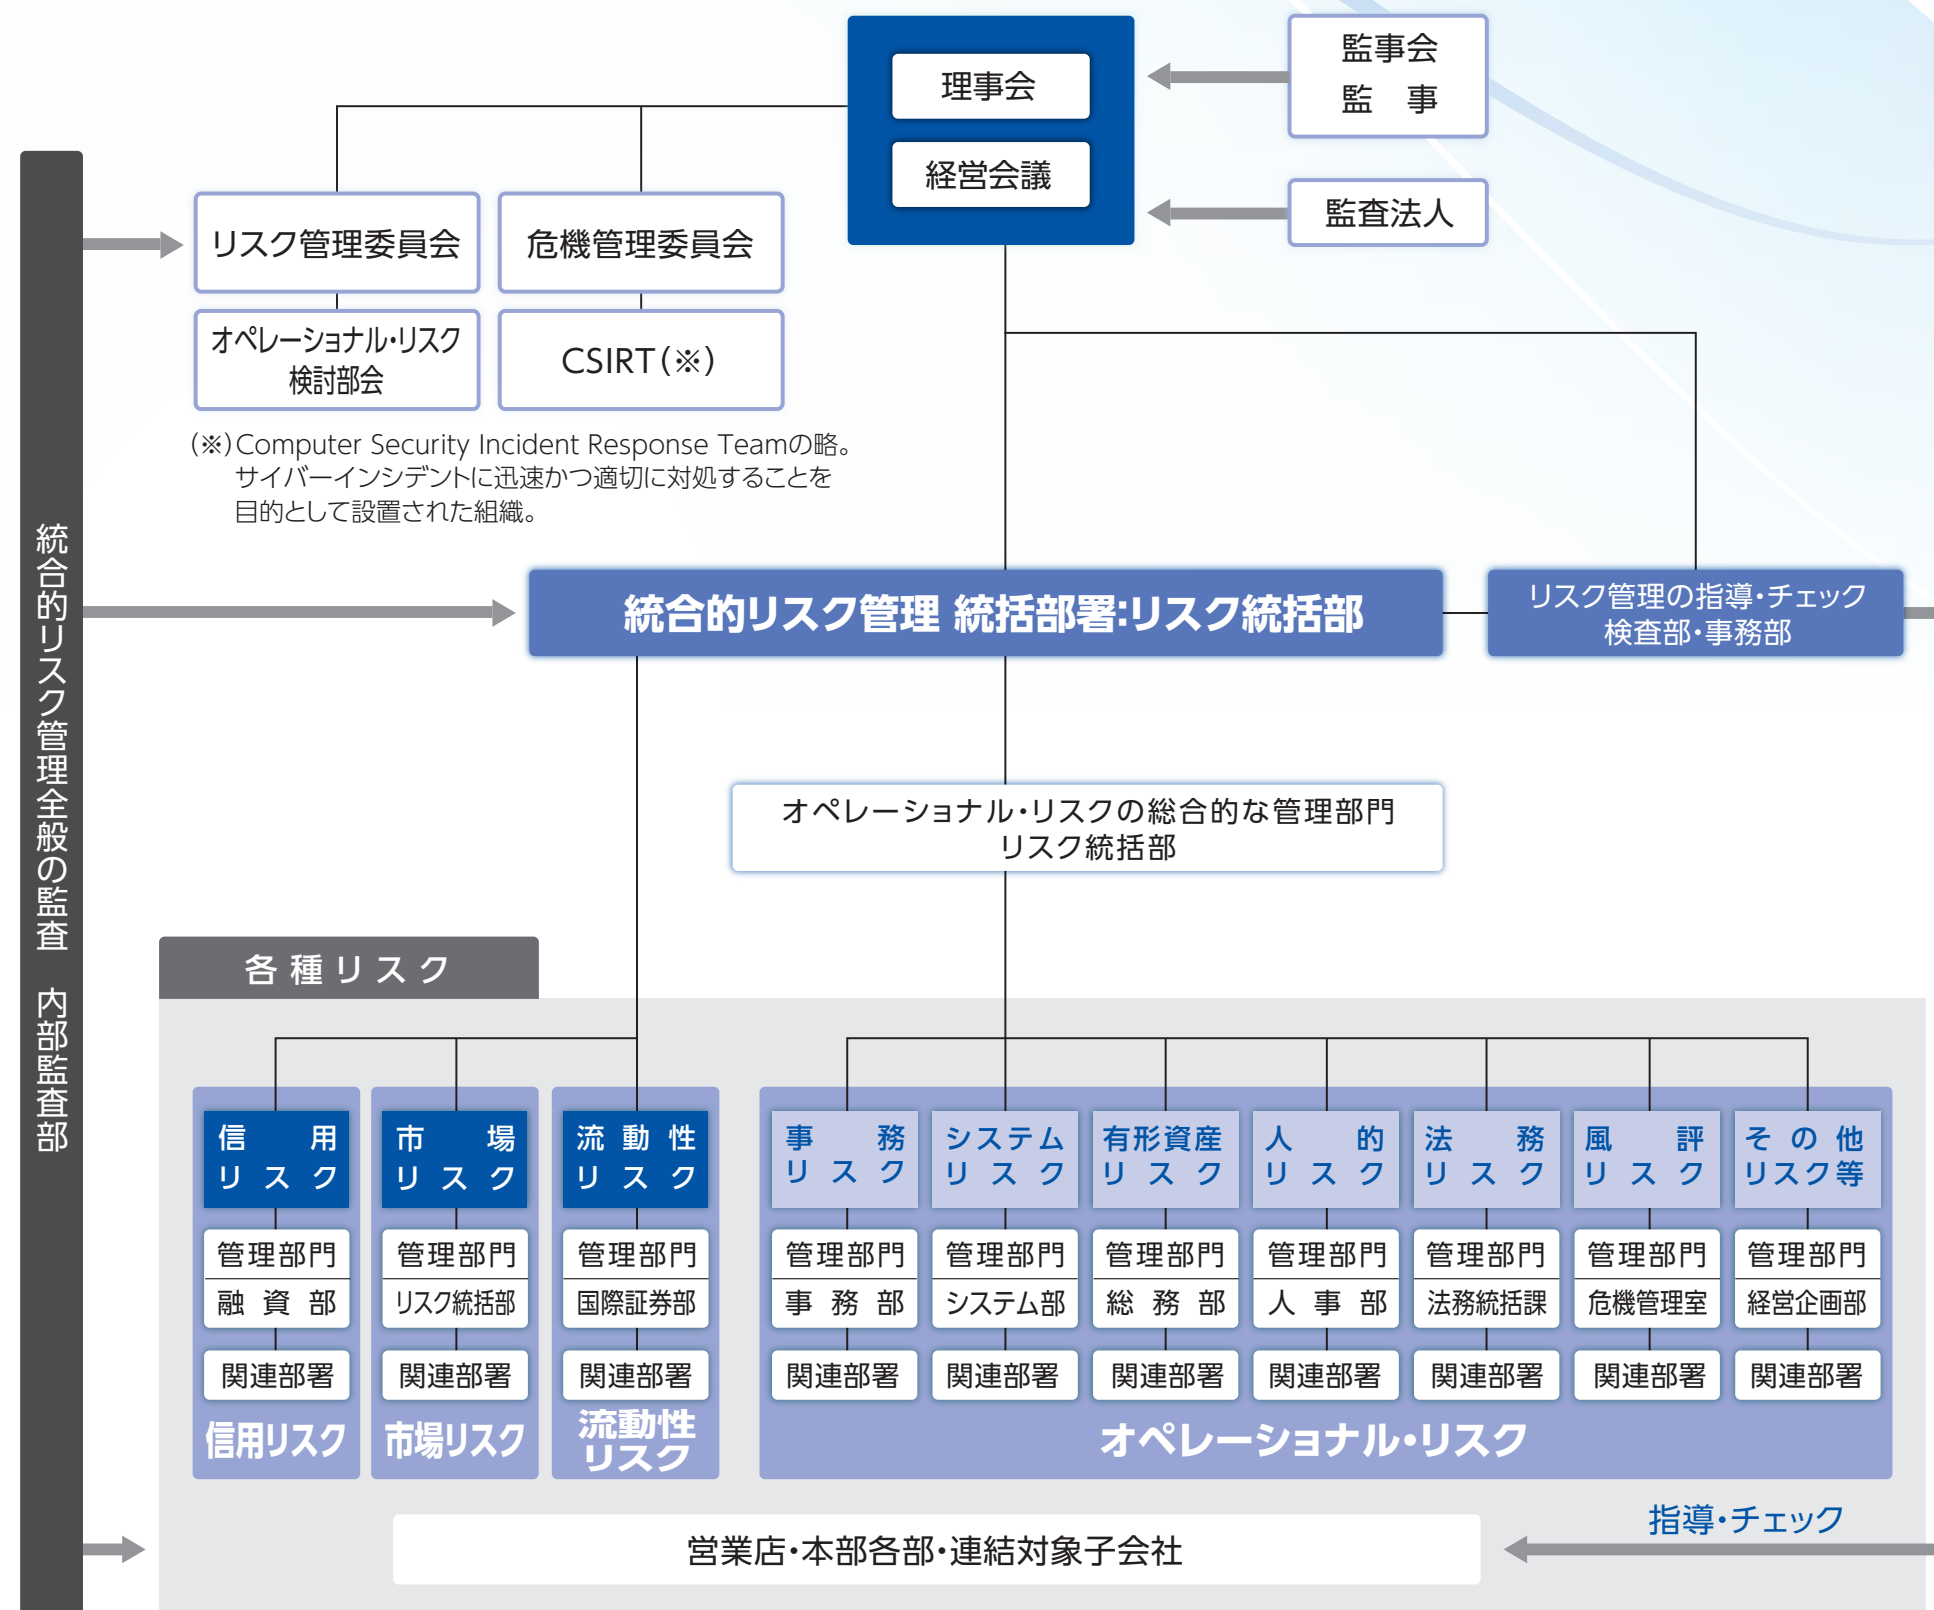 理事会
経営会議
監事会
監　事
監査法人
リスク管理委員会
危機管理委員会
オペレーショナル・リスク
検討部会
CSIRT(※)
(※)Computer Security Incident Response Teamの略。
サイバーインシデントに迅速かつ適切に対処することを
目的として設置された組織。
統合的リスク管理全般の監査　内部監査部
統合的リスク管理 統括部署:リスク統括部
リスク管理の指導・チェック
検査部・事務部
オペレーショナル・リスクの総合的な管理部門
リスク統括部
各種リスク
信用
リスク
管理部門
融資部
関連部署
信用リスク
市場
リスク
管理部門
リスク統括部
関連部署
市場リスク
流動性
リスク
管理部門
国際証券部
関連部署
流動性
リスク
事務
リスク
管理部門
事務部
関連部署
システム
リスク
管理部門
システム部
関連部署
有形資産
リスク
管理部門
総務部
関連部署
人的
リスク
管理部門
人事部
関連部署
法務
リスク
管理部門
法務統括課
関連部署
風評
リスク
管理部門
危機管理室
関連部署
その他
リスク等
管理部門
経営企画部
関連部署
オペレーショナル・リスク
指導・チェック
営業店・本部各部・連結対象子会社